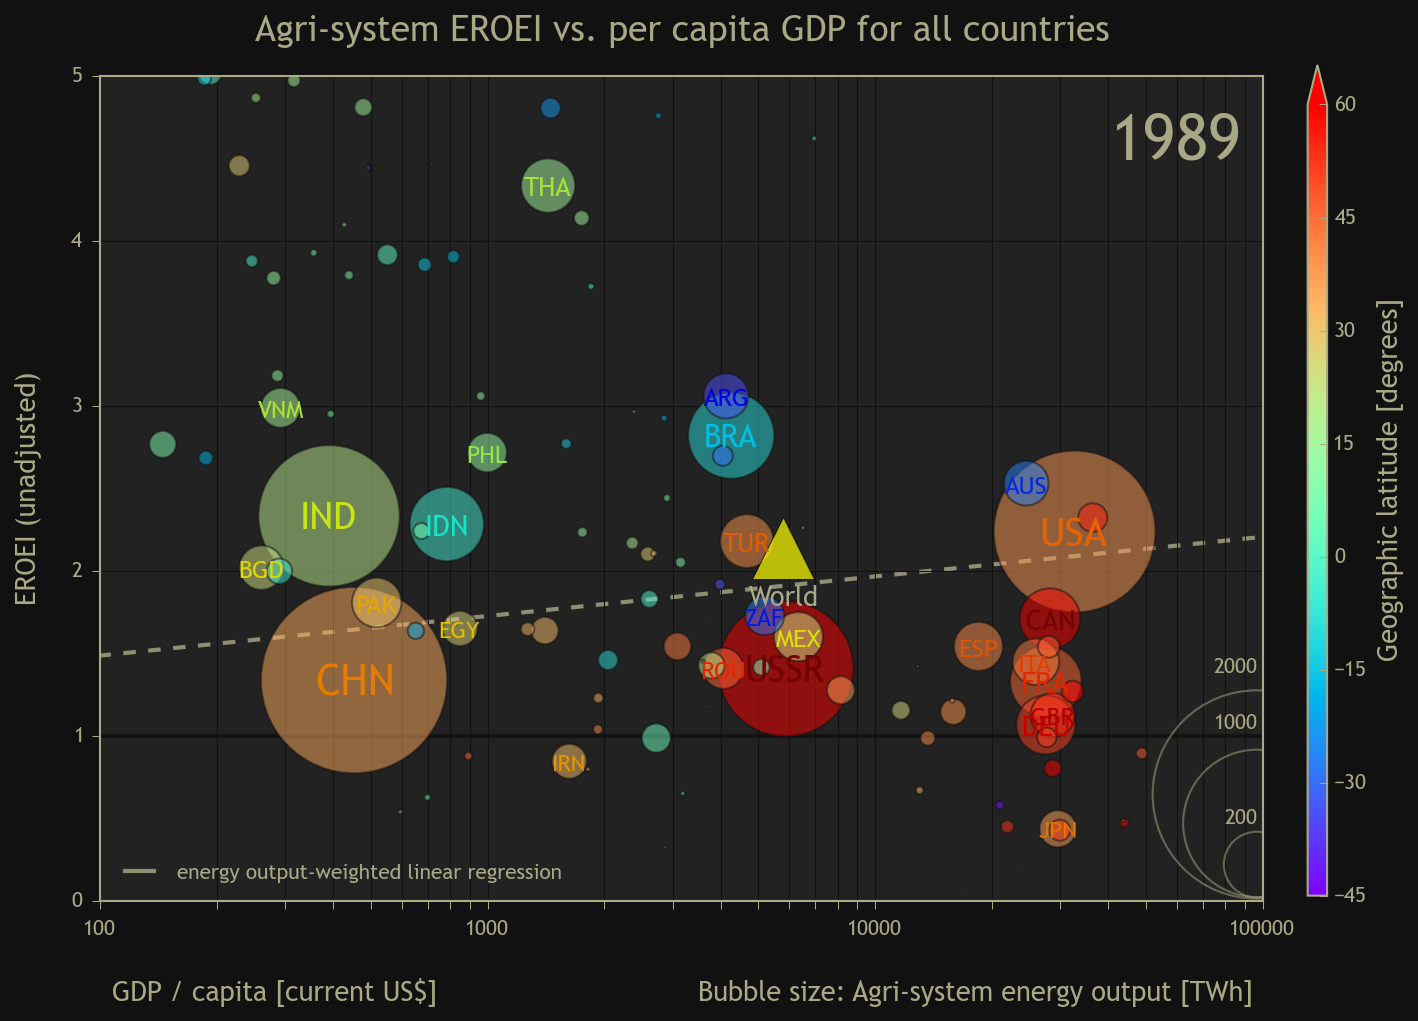 Agri-system EROEI vs. per capita GDP for all countries
1989
5
4
3
2
1
0
EROEI (unadjusted)
100
1000
10000
100000
GDP / capita [current US$]
Bubble size: Agri-system energy output [TWh]
THA
VNM
PHL
IND
IDN
BGD
PAK
EGY
CHN
IRN
ARG
BRA
TUR
World
ZAF
MEX
ROU
USSR
AUS
USA
CAN
ESP
ITA
FRA
GBR
DEU
JPN
2000
1000
200
energy output-weighted linear regression
60
45
30
15
0
−15
−30
−45
Geographic latitude [degrees]